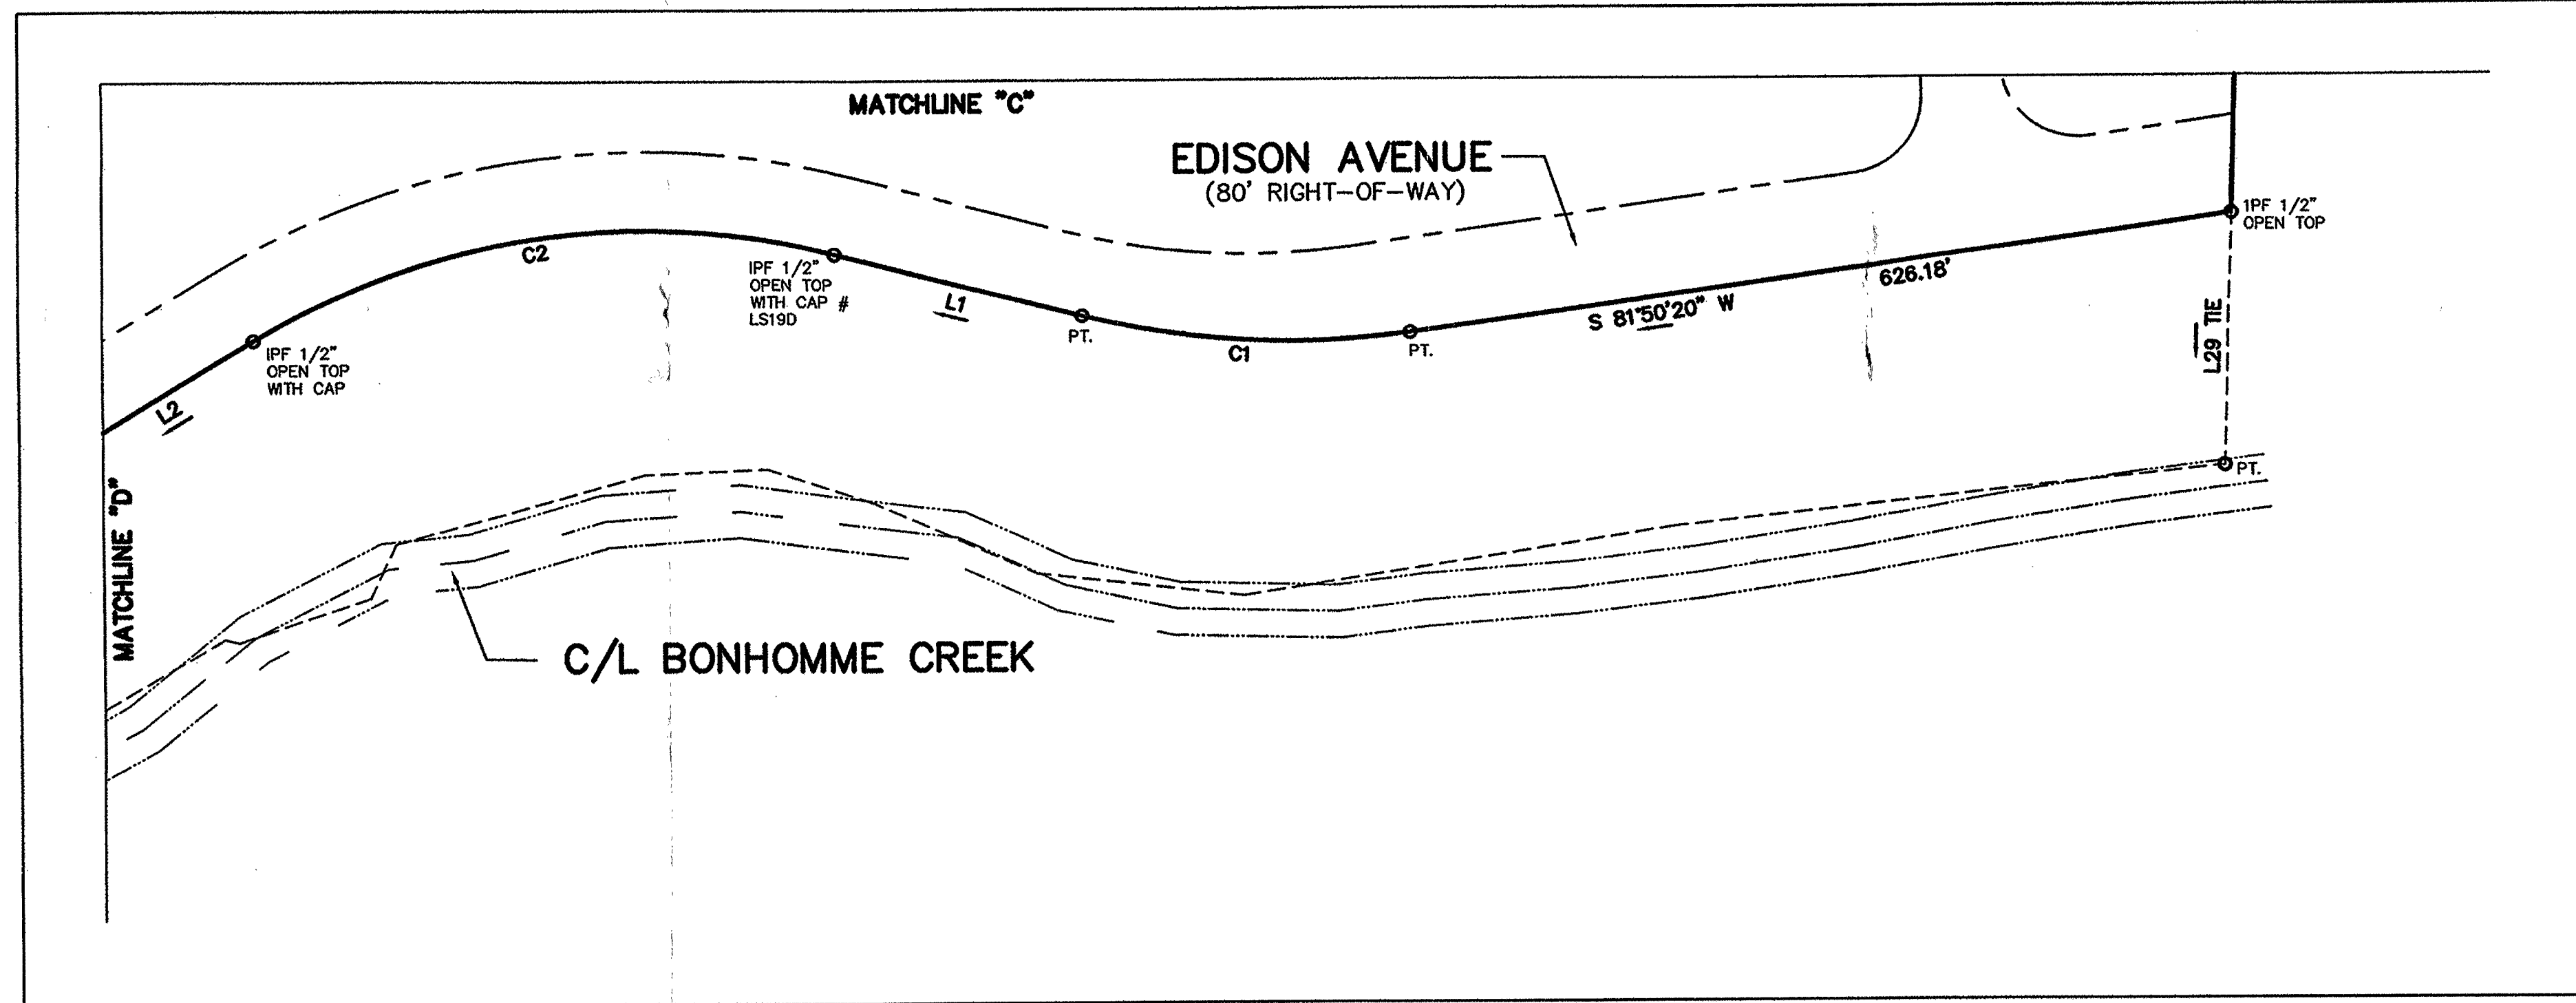 MATCHLINE "C"
EDISON AVENUE
(80' RIGHT-OF-WAY)
1PF 1/2"
OPEN TOP
C2
IPF 1/2"
OPEN TOP
WITH CAP #
LS19D
L1
PT.
C1
PT.
S 81°50'20" W
626.18'
L29 TIE
PT.
IPF 1/2"
OPEN TOP
WITH CAP
L2
MATCHLINE "D"
C/L BONHOMME CREEK